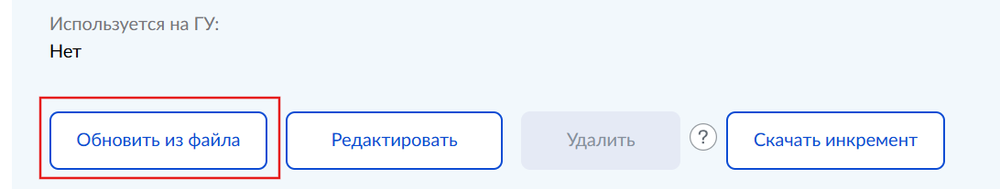 Используется на ГУ:
Нет
Обновить из файла Редактировать Удалить ? Скачать инкремент